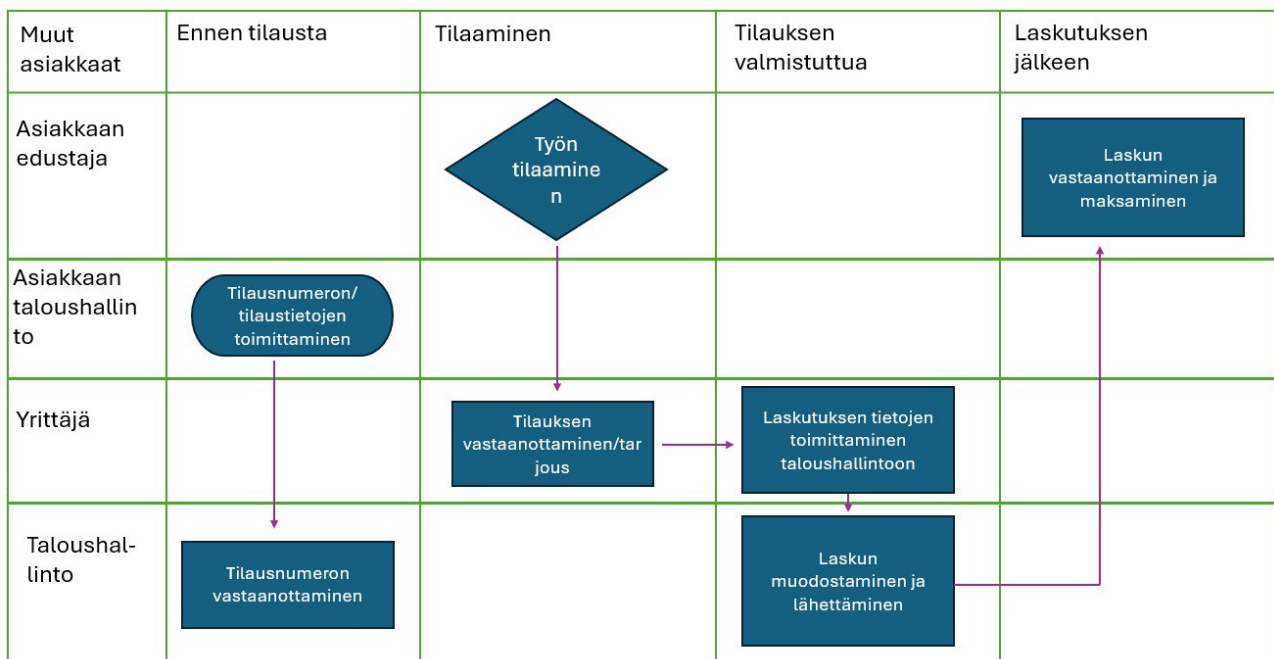 Muut
asiakkaat
Ennen tilausta
Tilaaminen
Tilauksen
valmistuttua
Laskutuksen
jälkeen
Asiakkaan
edustaja
Työn
tilaamine
n
Laskun
vastaanottaminen ja
maksaminen
Asiakkaan
taloushallin
to
Tilausnumeron/
tilaustietojen
toimittaminen
Yrittäjä
Tilauksen
vastaanottaminen/tar
jous
Laskutuksen tietojen
toimittaminen
taloushallintoon
Taloushal-
linto
Tilausnumeron
vastaanottaminen
Laskun
muodostaminen ja
lähettäminen